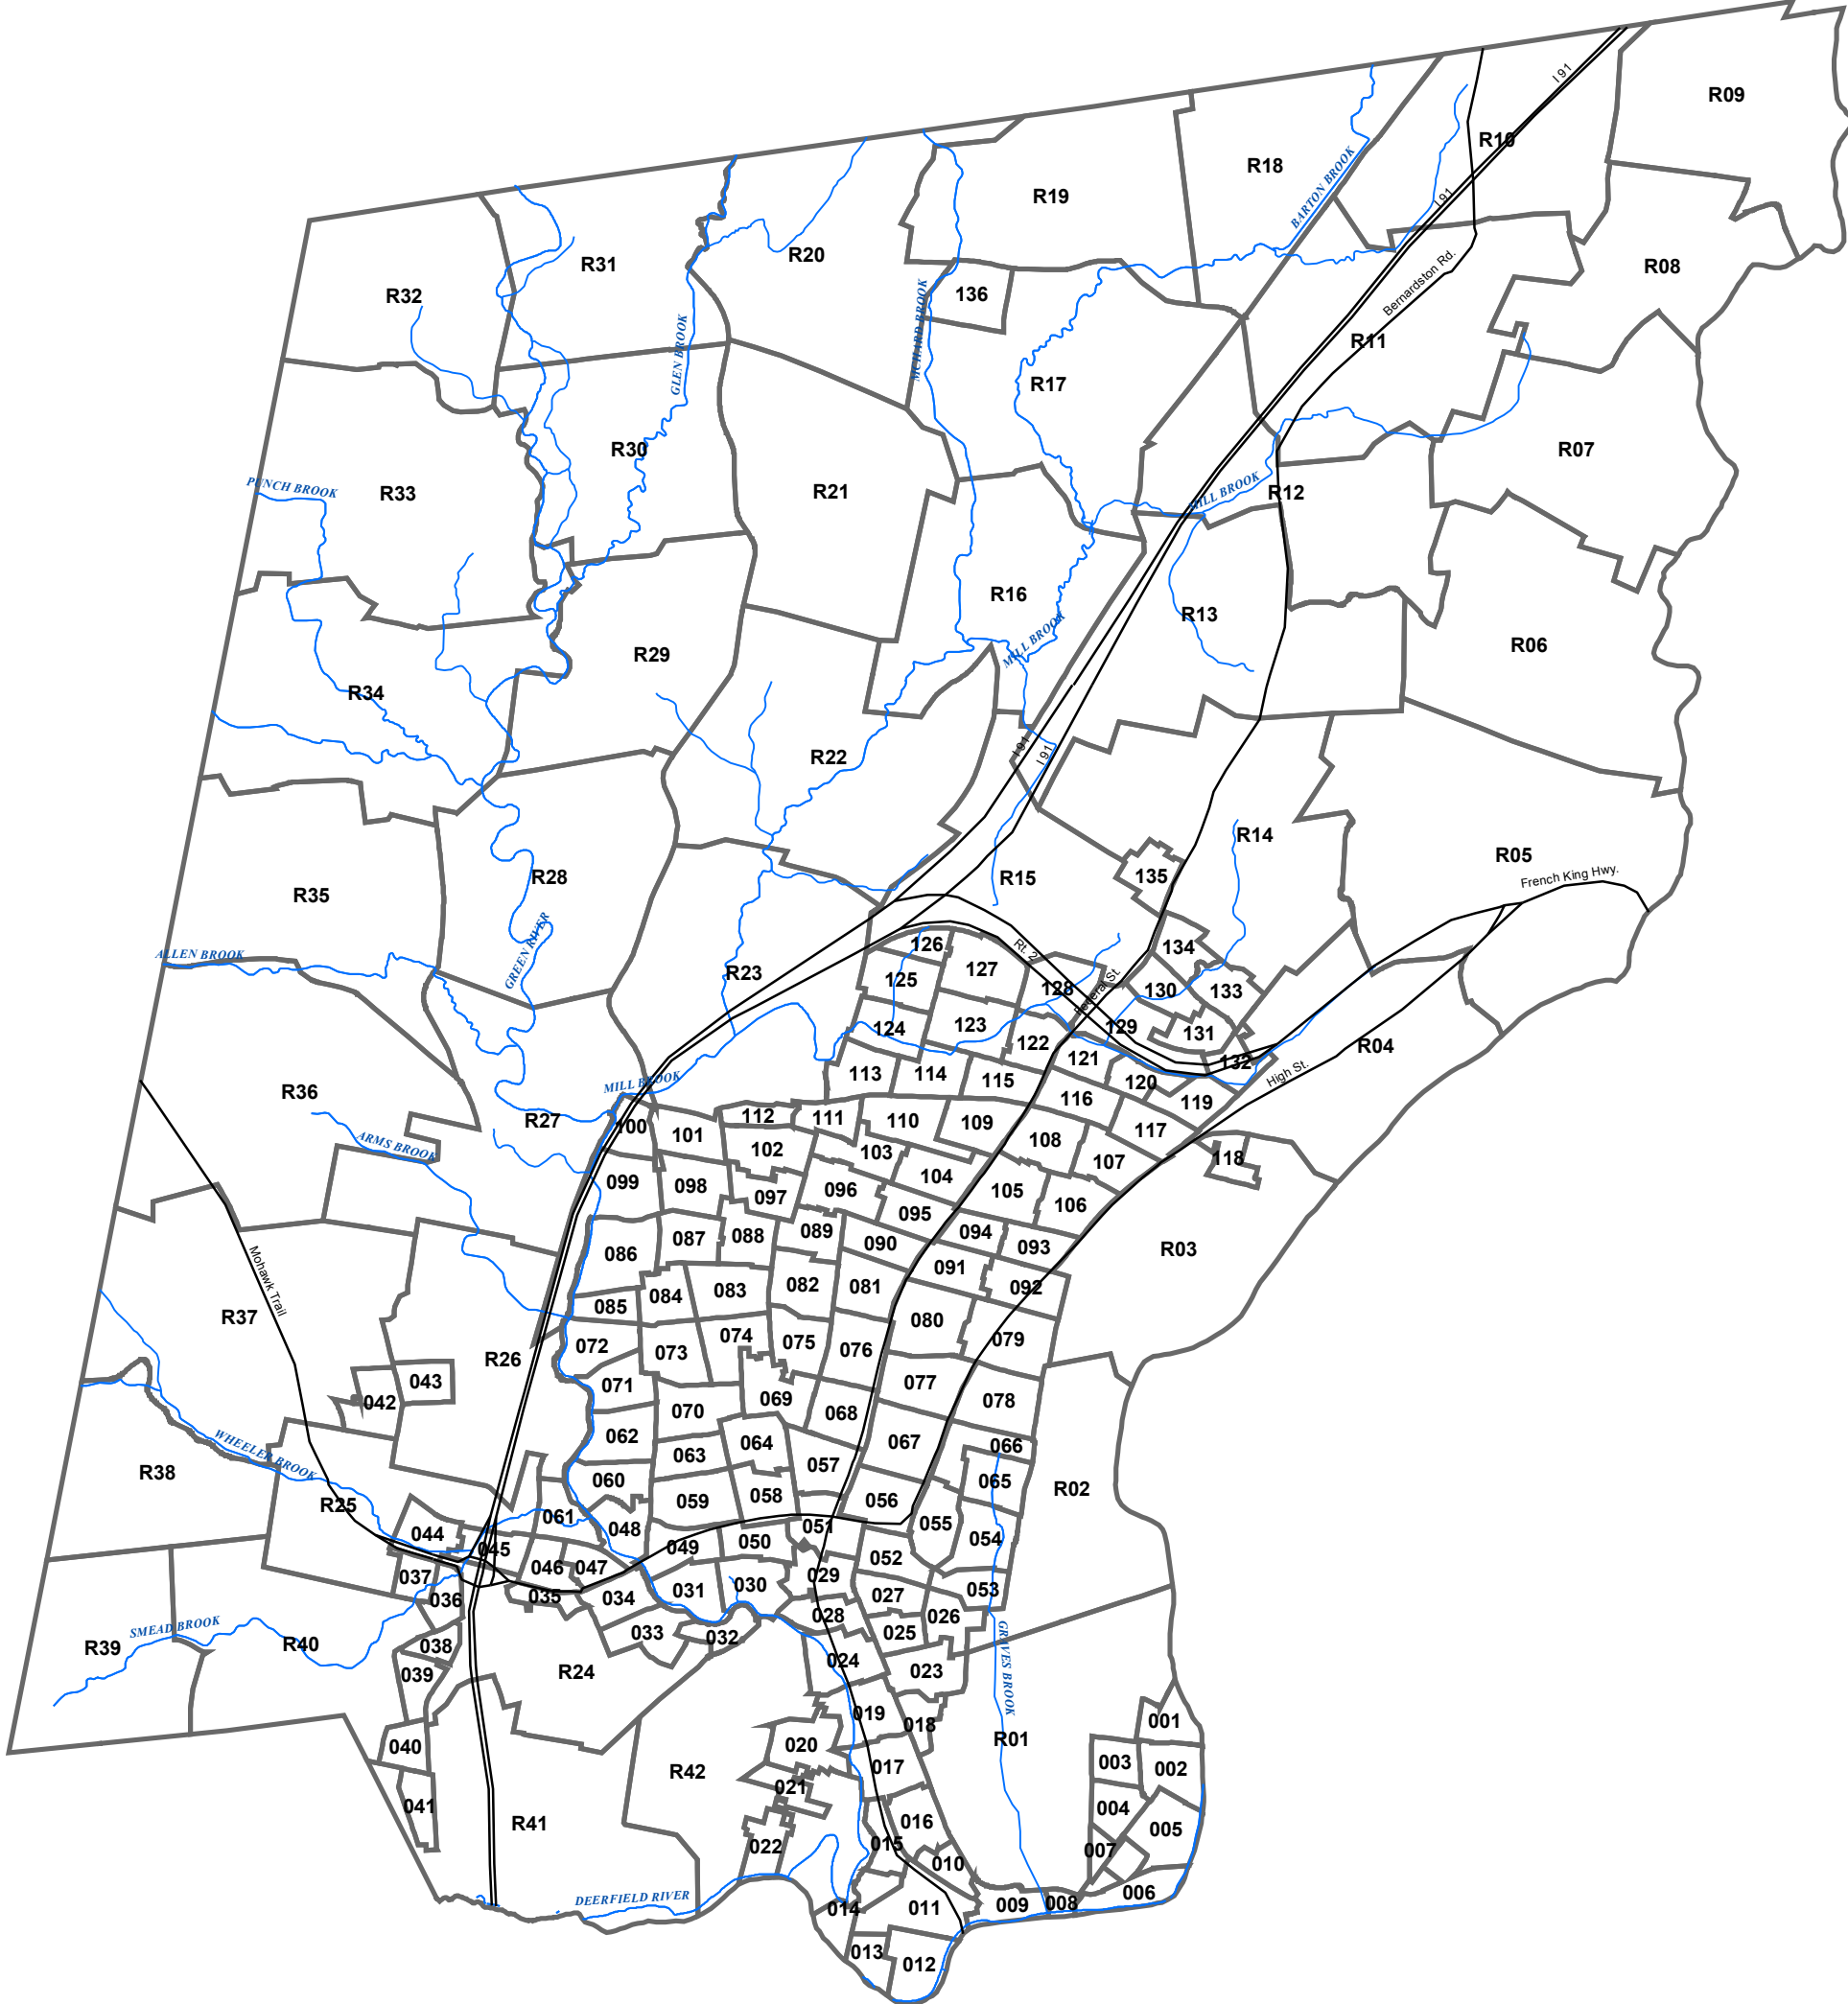 R09
I 91
R10
R18
BARTON BROOK
R19
I 91
R20
R31
R08
Bernardston Rd.
136
R32
MCHARD BROOK
R11
GLEN BROOK
R17
R30
R07
PUNCH BROOK
R33
R21
MILL BROOK
R12
R16
R13
MILL BROOK
R06
R29
R34
I 91
I 91
R22
R14
R05
135
French King Hwy.
R28
R15
R35
GREEN RIVER
ALLEN BROOK
126
Rt. 2
134
R23
125
127
128
Federal St
130
133
124
123
129
131
122
R04
121
132
113
114
115
120
High St.
MILL BROOK
R36
116
119
112
111
110
109
R27
100
101
117
ARMS BROOK
102
103
108
107
118
104
099
098
097
096
105
106
095
089
094
087
088
090
093
R03
086
091
Mohawk Trail
084
083
082
081
092
085
R37
080
074
079
072
073
075
076
R26
043
071
077
042
069
078
070
068
062
064
067
066
WHEELER BROOK
063
057
R38
060
065
R02
059
058
056
R25
061
048
051
055
044
054
049
050
045
052
046
047
037
029
031
030
053
036
035
034
027
028
026
SMEAD BROOK
033
032
025
R39
R40
038
024
GRAVES BROOK
039
R24
023
019
001
018
R01
040
020
017
003
002
R42
021
041
004
016
R41
005
015
022
007
010
006
DEERFIELD RIVER
009
008
014
011
013
012